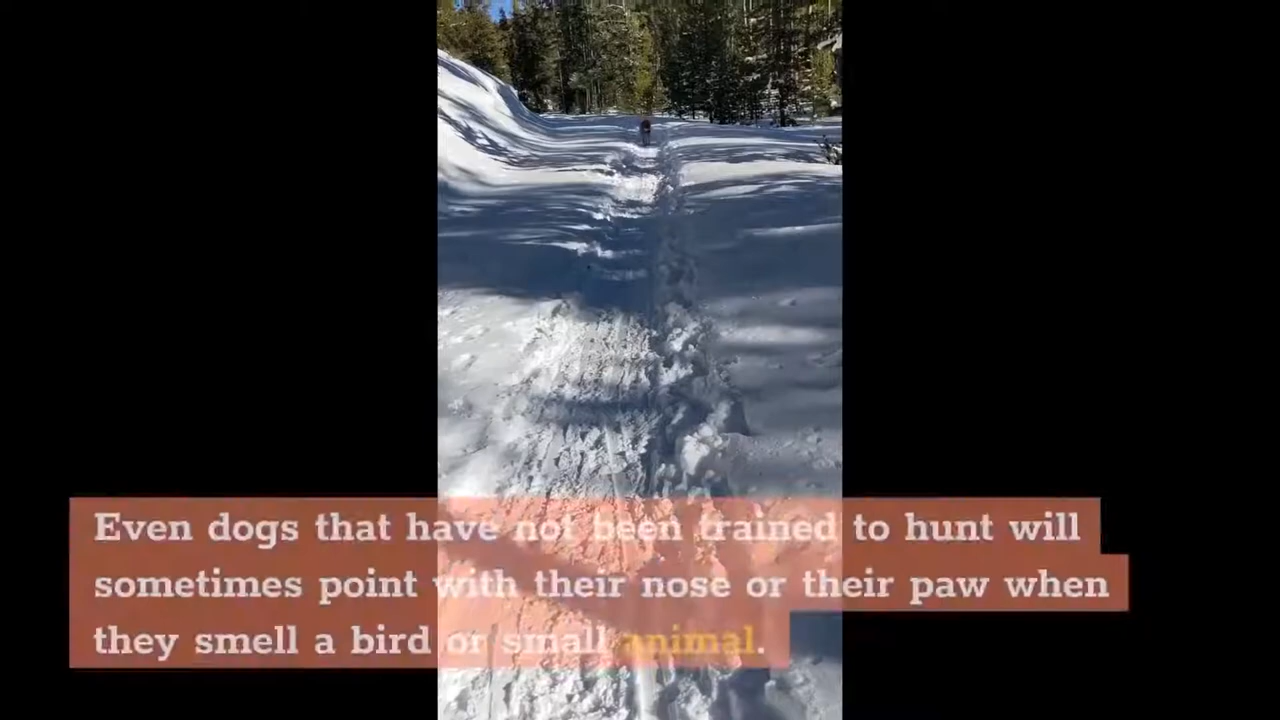 Even dogs that have not been trained to hunt will
sometimes point with their nose or their paw when
they smell a bird or small animal.